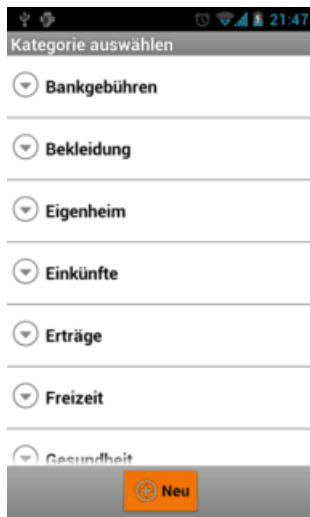 21:47
Kategorie auswählen
Bankgebühren
Bekleidung
Eigenheim
Einkünfte
Erträge
Freizeit
Gesundheit
Neu